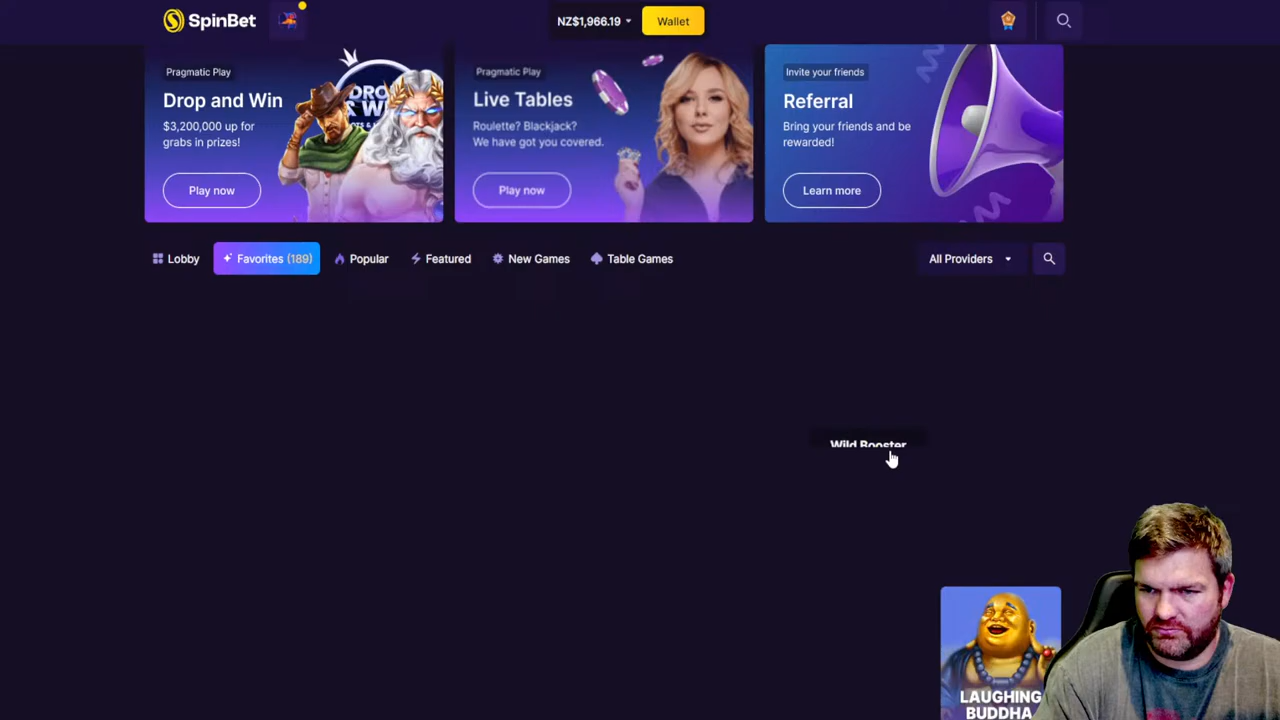 SpinBet
NZ$1,966.19
Wallet
Pragmatic Play
Drop and Win
$3,200,000 up for
grabs in prizes!
Play now
Pragmatic Play
Live Tables
Roulette? Blackjack?
We have got you covered.
Play now
Invite your friends
Referral
Bring your friends and be
rewarded!
Learn more
Lobby
Favorites (189)
Popular
Featured
New Games
Table Games
All Providers
Wild Booster
LAUGHING
BUDDHA